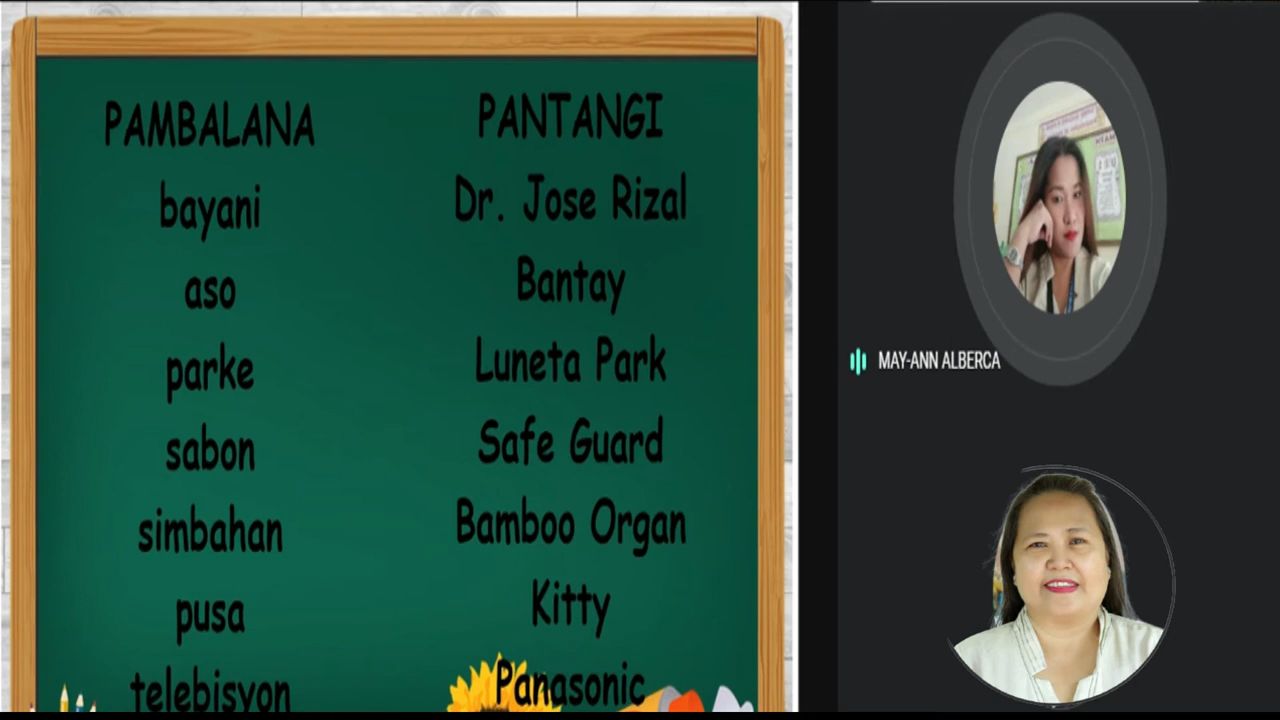 PAMBALANA
bayani
aso
parke
sabon
simbahan
pusa
telebisyon
PANTANGI
Dr. Jose Rizal
Bantay
Luneta Park
Safe Guard
Bamboo Organ
Kitty
Panasonic
MAY-ANN ALBERCA